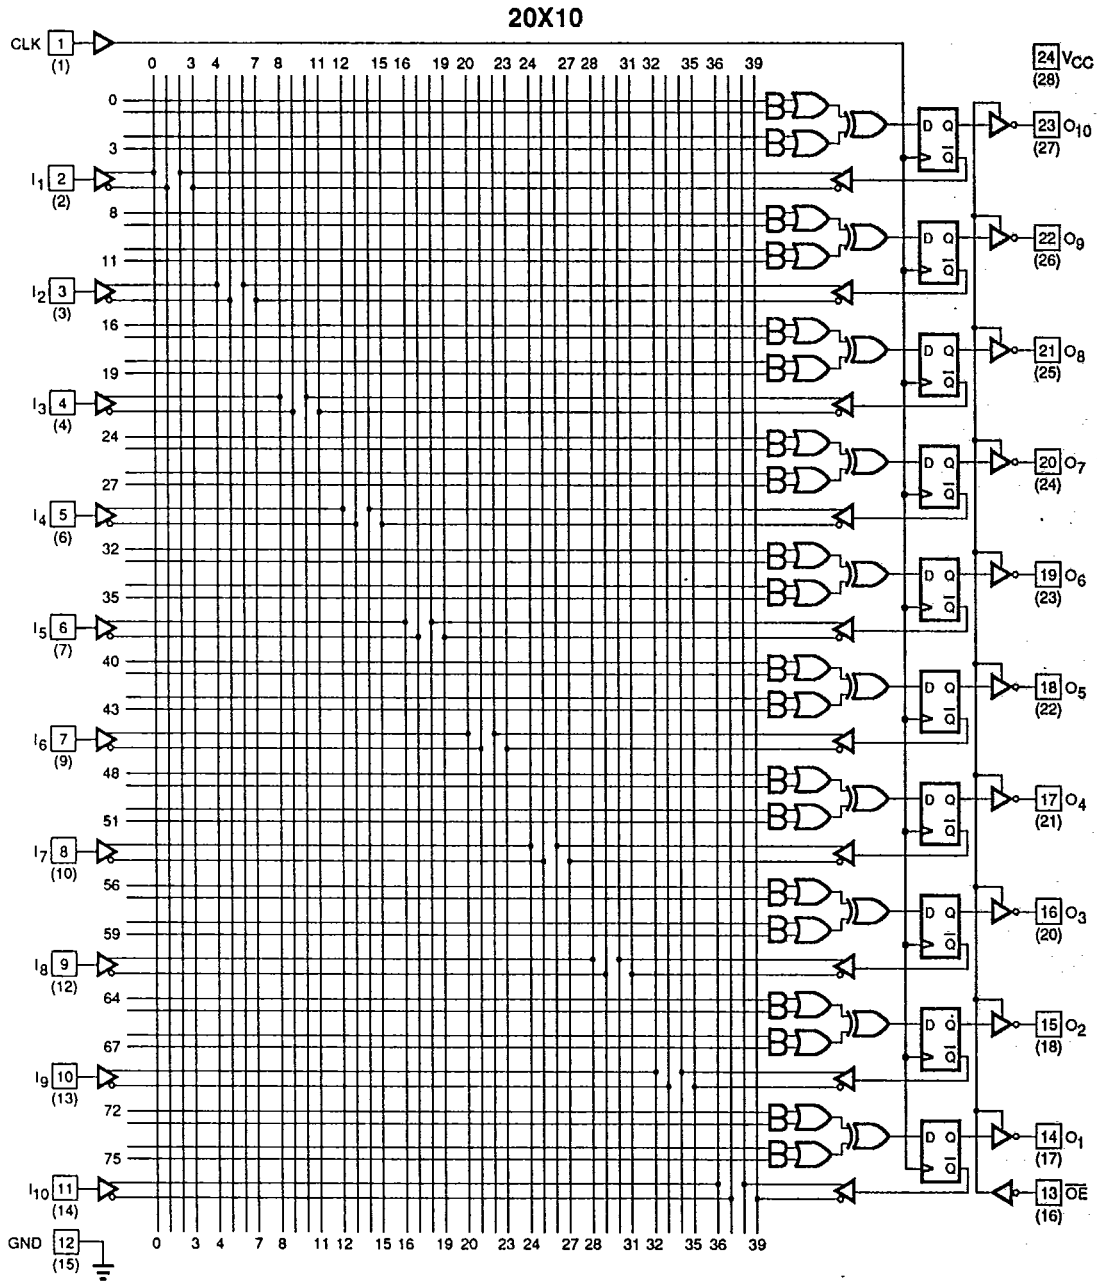 20X10
CLK 1 (1)
24 VCC (28)
0 3 4 7 8 11 12 15 16 19 20 23 24 27 28 31 32 35 36 39
0
D Q
23 O10
(27)
3
Q
I1 2
(2)
8
D Q
22 O9
(26)
11
Q
I2 3
(3)
16
D Q
21 O8
(25)
19
Q
I3 4
(4)
24
D Q
20 O7
(24)
27
Q
I4 5
(6)
32
D Q
19 O6
(23)
35
Q
I5 6
(7)
40
D Q
18 O5
(22)
43
Q
I6 7
(9)
48
D Q
17 O4
(21)
51
Q
I7 8
(10)
56
D Q
16 O3
(20)
59
Q
I8 9
(12)
64
D Q
15 O2
(18)
67
Q
I9 10
(13)
72
D Q
14 O1
(17)
75
Q
I10 11
(14)
13 OE
(16)
GND 12
(15)
0 3 4 7 8 11 12 15 16 19 20 23 24 27 28 31 32 35 36 39